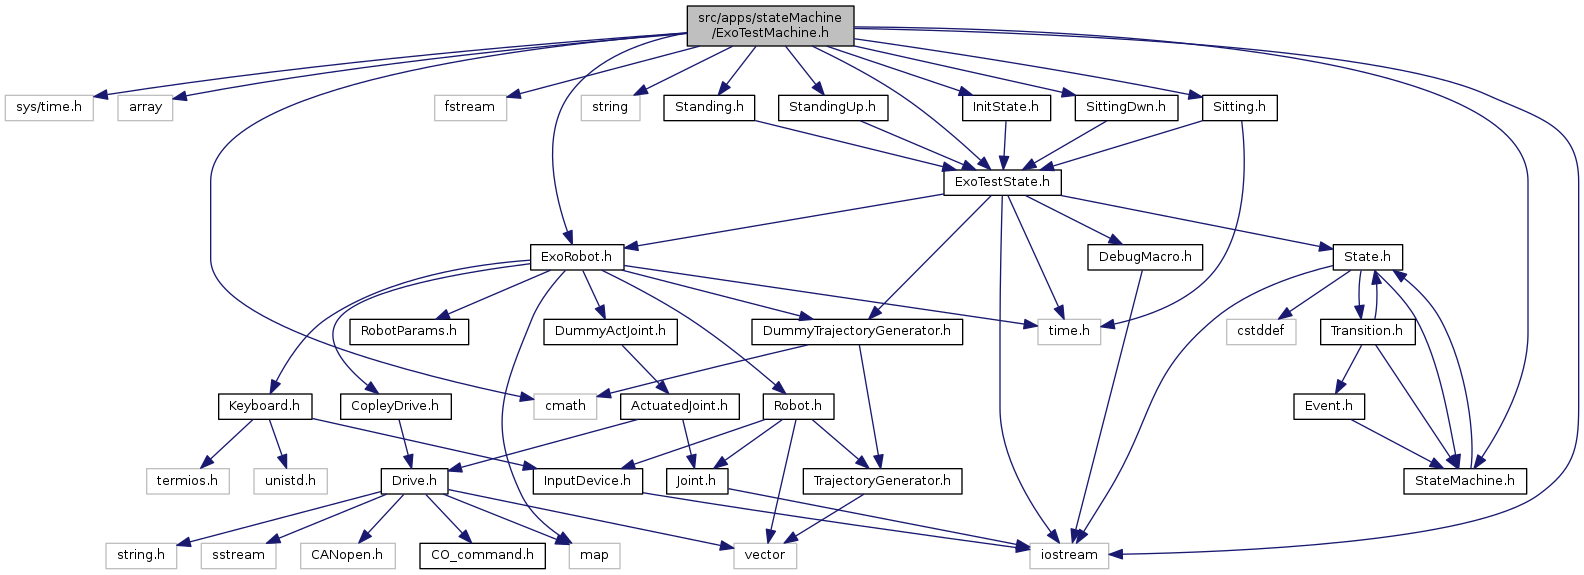 src/apps/stateMachine
/ExoTestMachine.h
sys/time.h
array
fstream
string
Standing.h
StandingUp.h
InitState.h
SittingDwn.h
Sitting.h
ExoTestState.h
ExoRobot.h
DebugMacro.h
State.h
RobotParams.h
DummyActJoint.h
DummyTrajectoryGenerator.h
time.h
cstddef
Transition.h
Keyboard.h
CopleyDrive.h
cmath
ActuatedJoint.h
Robot.h
Event.h
termios.h
unistd.h
Drive.h
InputDevice.h
Joint.h
TrajectoryGenerator.h
StateMachine.h
string.h
sstream
CANopen.h
CO_command.h
map
vector
iostream